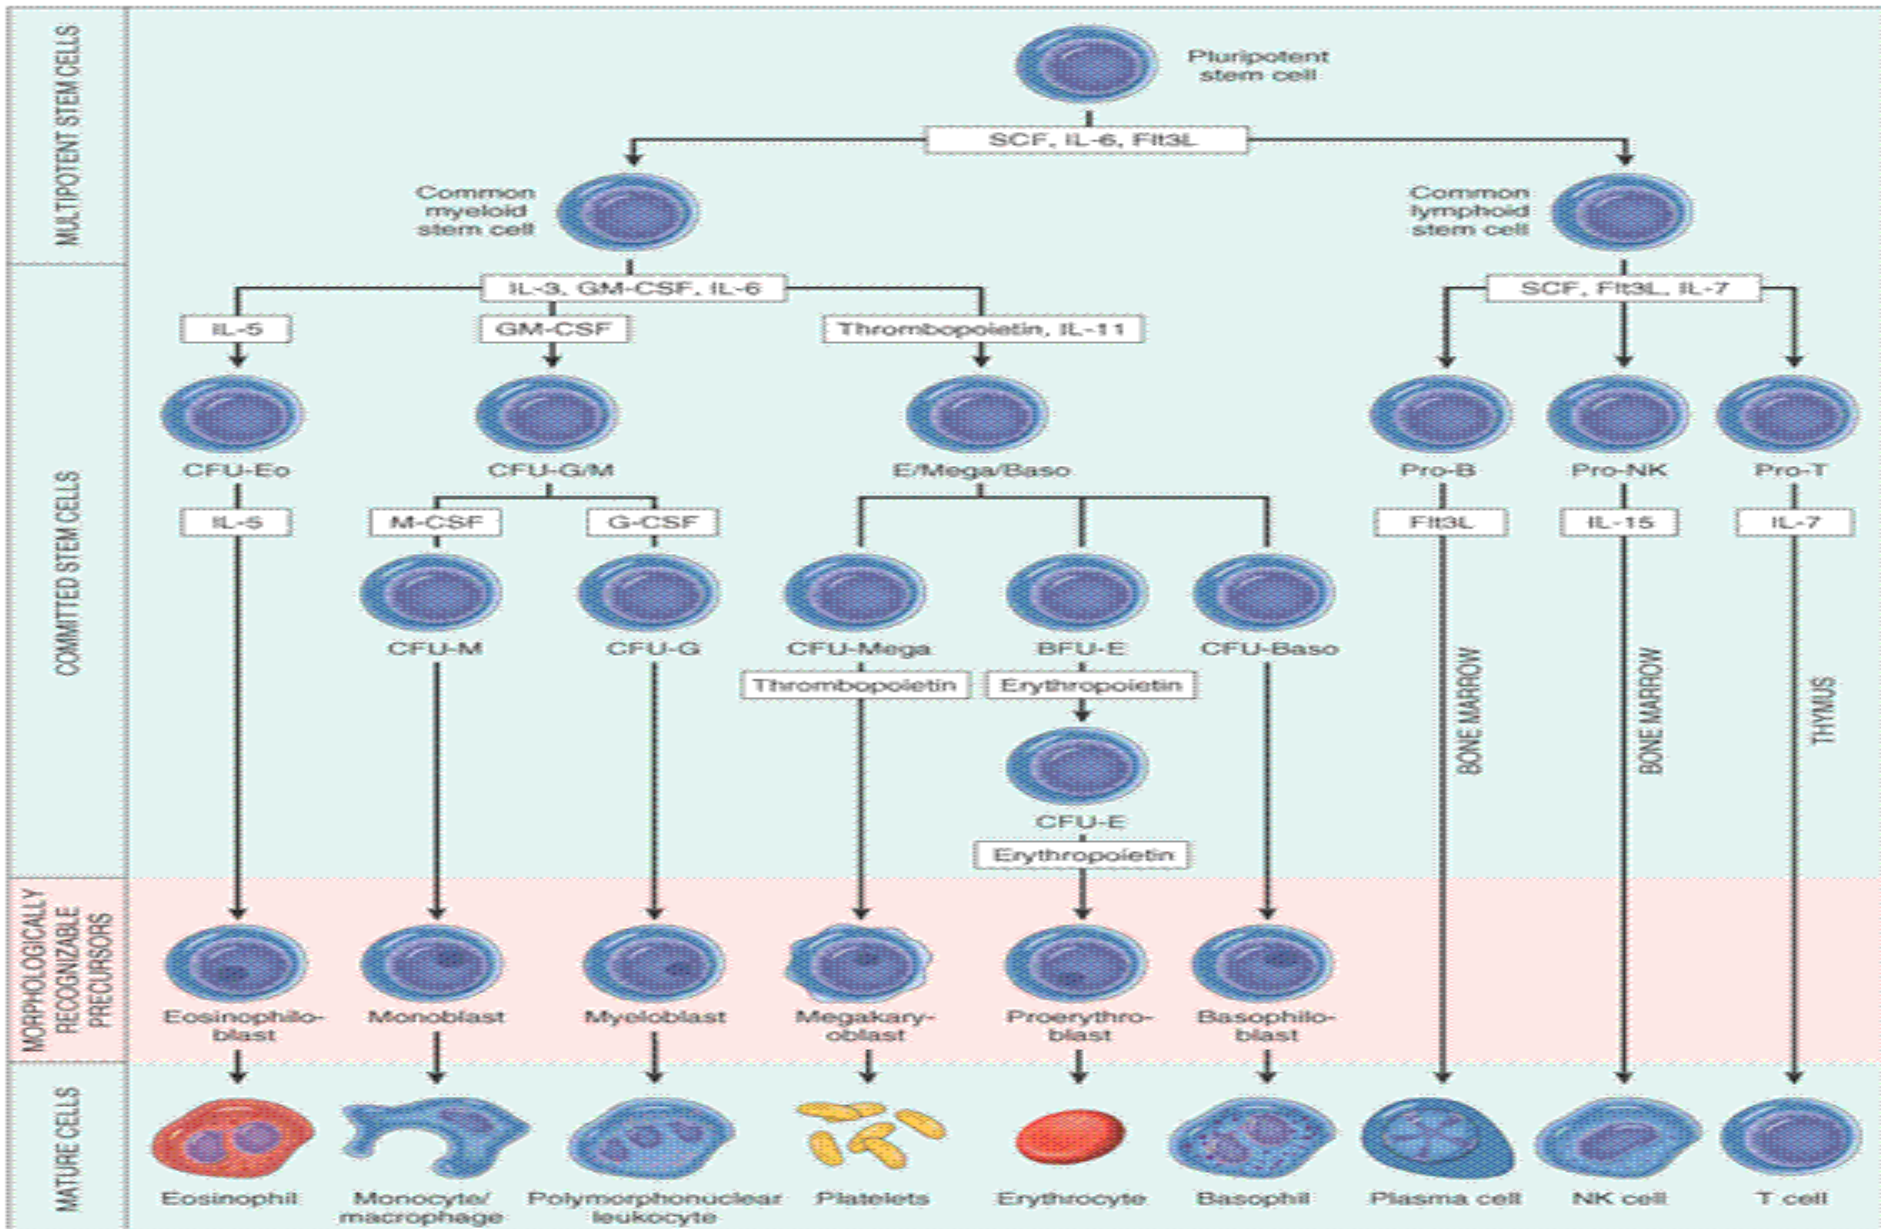 MULTIPOTENT STEM CELLS
Pluripotent
stem cell
SCF, IL-6, Flt3L
Common
myeloid
stem cell
Common
lymphoid
stem cell
COMMITTED STEM CELLS
IL-3, GM-CSF, IL-6
SCF, Flt3L, IL-7
IL-5
GM-CSF
Thrombopoietin, IL-11
CFU-Eo
CFU-G/M
E/Mega/Baso
Pro-B
Pro-NK
Pro-T
IL-5
M-CSF
G-CSF
Flt3L
IL-15
IL-7
CFU-M
CFU-G
CFU-Mega
BFU-E
CFU-Baso
Thrombopoietin
Erythropoietin
BONE MARROW
BONE MARROW
THYMUS
CFU-E
Erythropoietin
MORPHOLOGICALLY
RECOGNIZABLE
PRECURSORS
Eosinophilo-
blast
Monoblast
Myeloblast
Megakary-
oblast
Proerythro-
blast
Basophilo-
blast
MATURE CELLS
Eosinophil
Monocyte/
macrophage
Polymorphonuclear
leukocyte
Platelets
Erythrocyte
Basophil
Plasma cell
NK cell
T cell